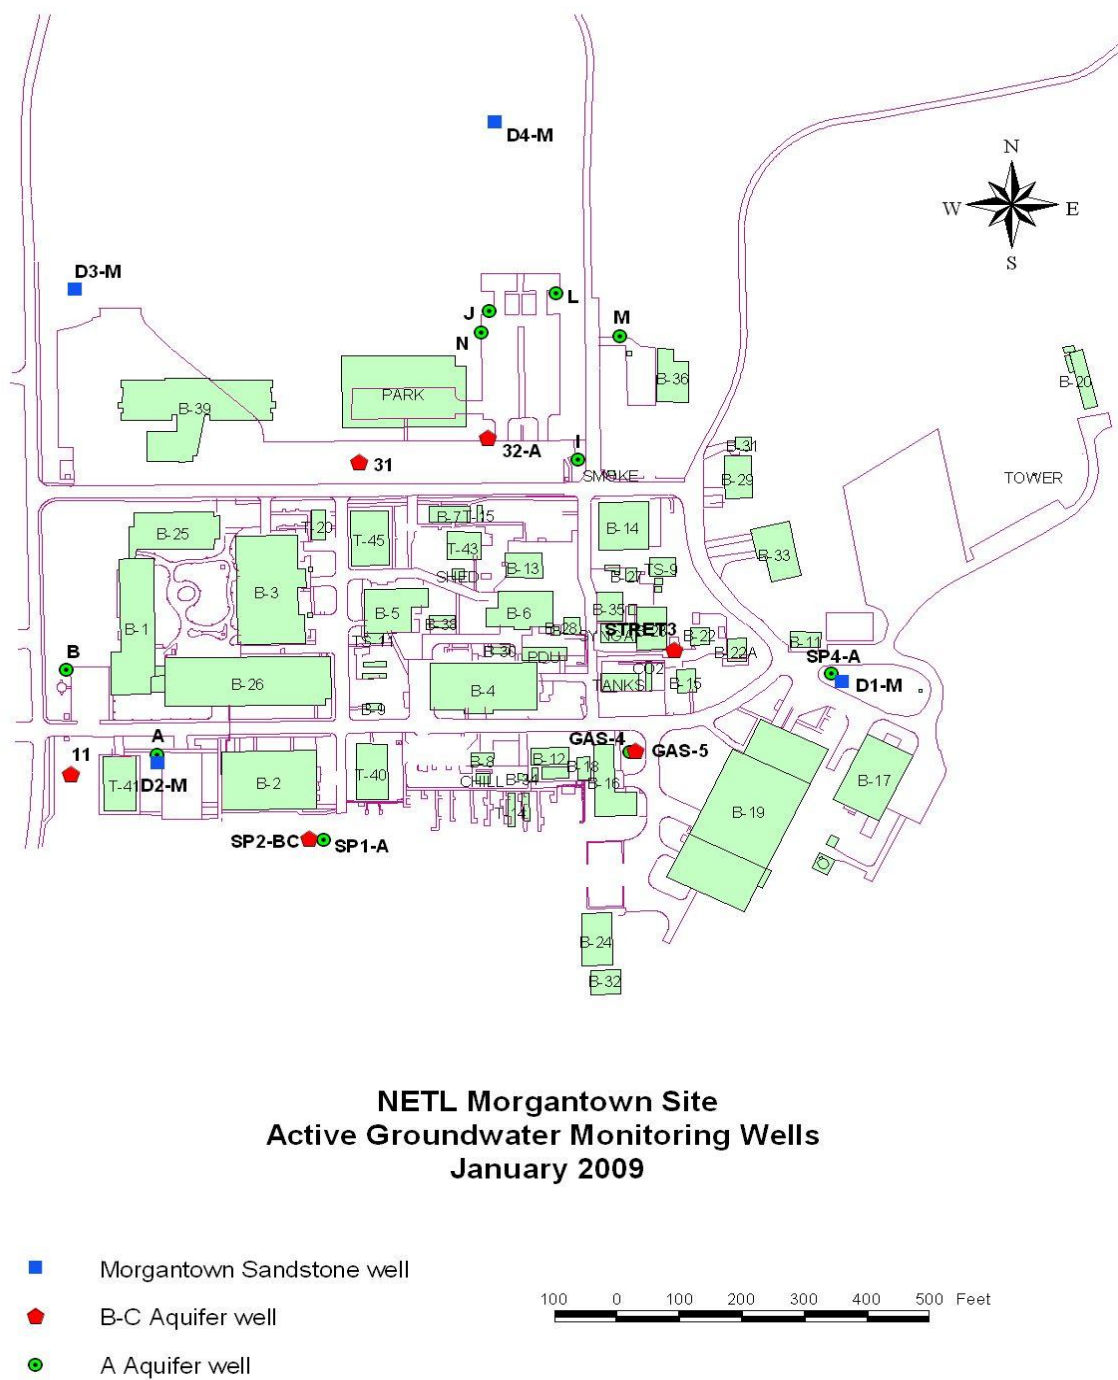 D4-M
N
W E
S
D3-M
J
L
N
M
B-36
B-20
PARK
B-39
32-A
31
I
B-31
SMOKE
B-29
TOWER
B-7
T-15
T-20
B-25
T-45
B-14
T-43
B-33
B-13
SHED
B-27
TS-9
B-3
B-5
B-6
B-35
B-1
B-38
B-28
STRET3
B-22
B-11
B-22A
B
B-36
PDU
SP4-A
CO2
B-26
B-4
TANKS
B-15
D1-M
B-9
A
GAS-4
GAS-5
11
D2-M
T-41
B-2
T-40
B-8
B-12
B-18
CHILL
B-34
B-16
B-17
T-14
B-19
SP2-BC
SP1-A
B-24
B-32
NETL Morgantown Site
Active Groundwater Monitoring Wells
January 2009
Morgantown Sandstone well
B-C Aquifer well
A Aquifer well
100 0 100 200 300 400 500 Feet